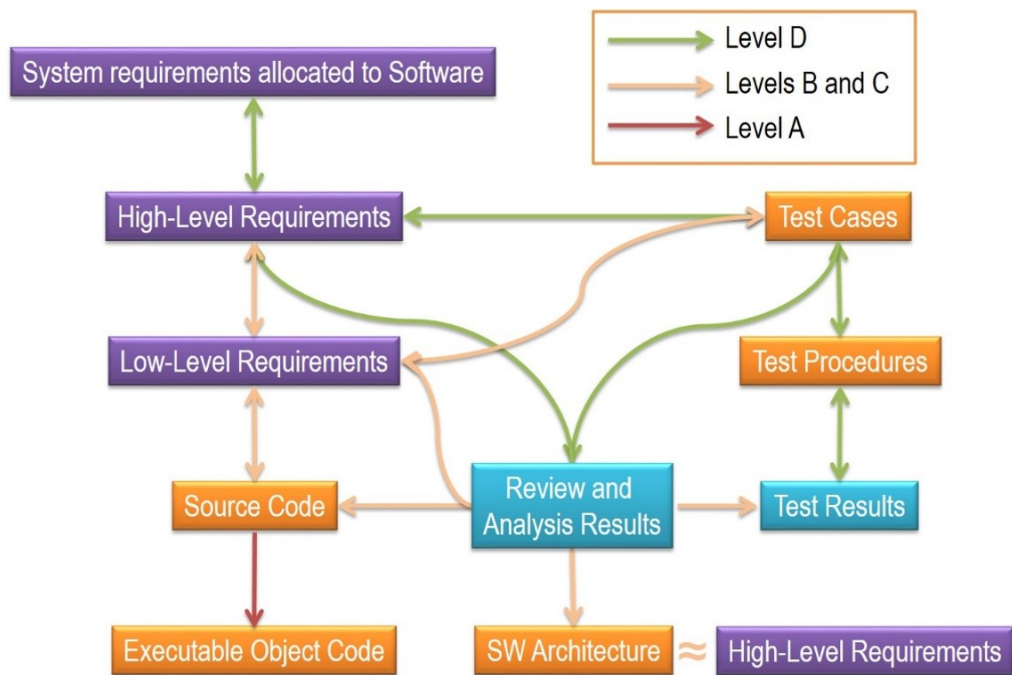 Level D
System requirements allocated to Software
Levels B and C
Level A
High-Level Requirements
Test Cases
Low-Level Requirements
Test Procedures
Source Code
Review and
Analysis Results
Test Results
Executable Object Code
SW Architecture
≈
High-Level Requirements